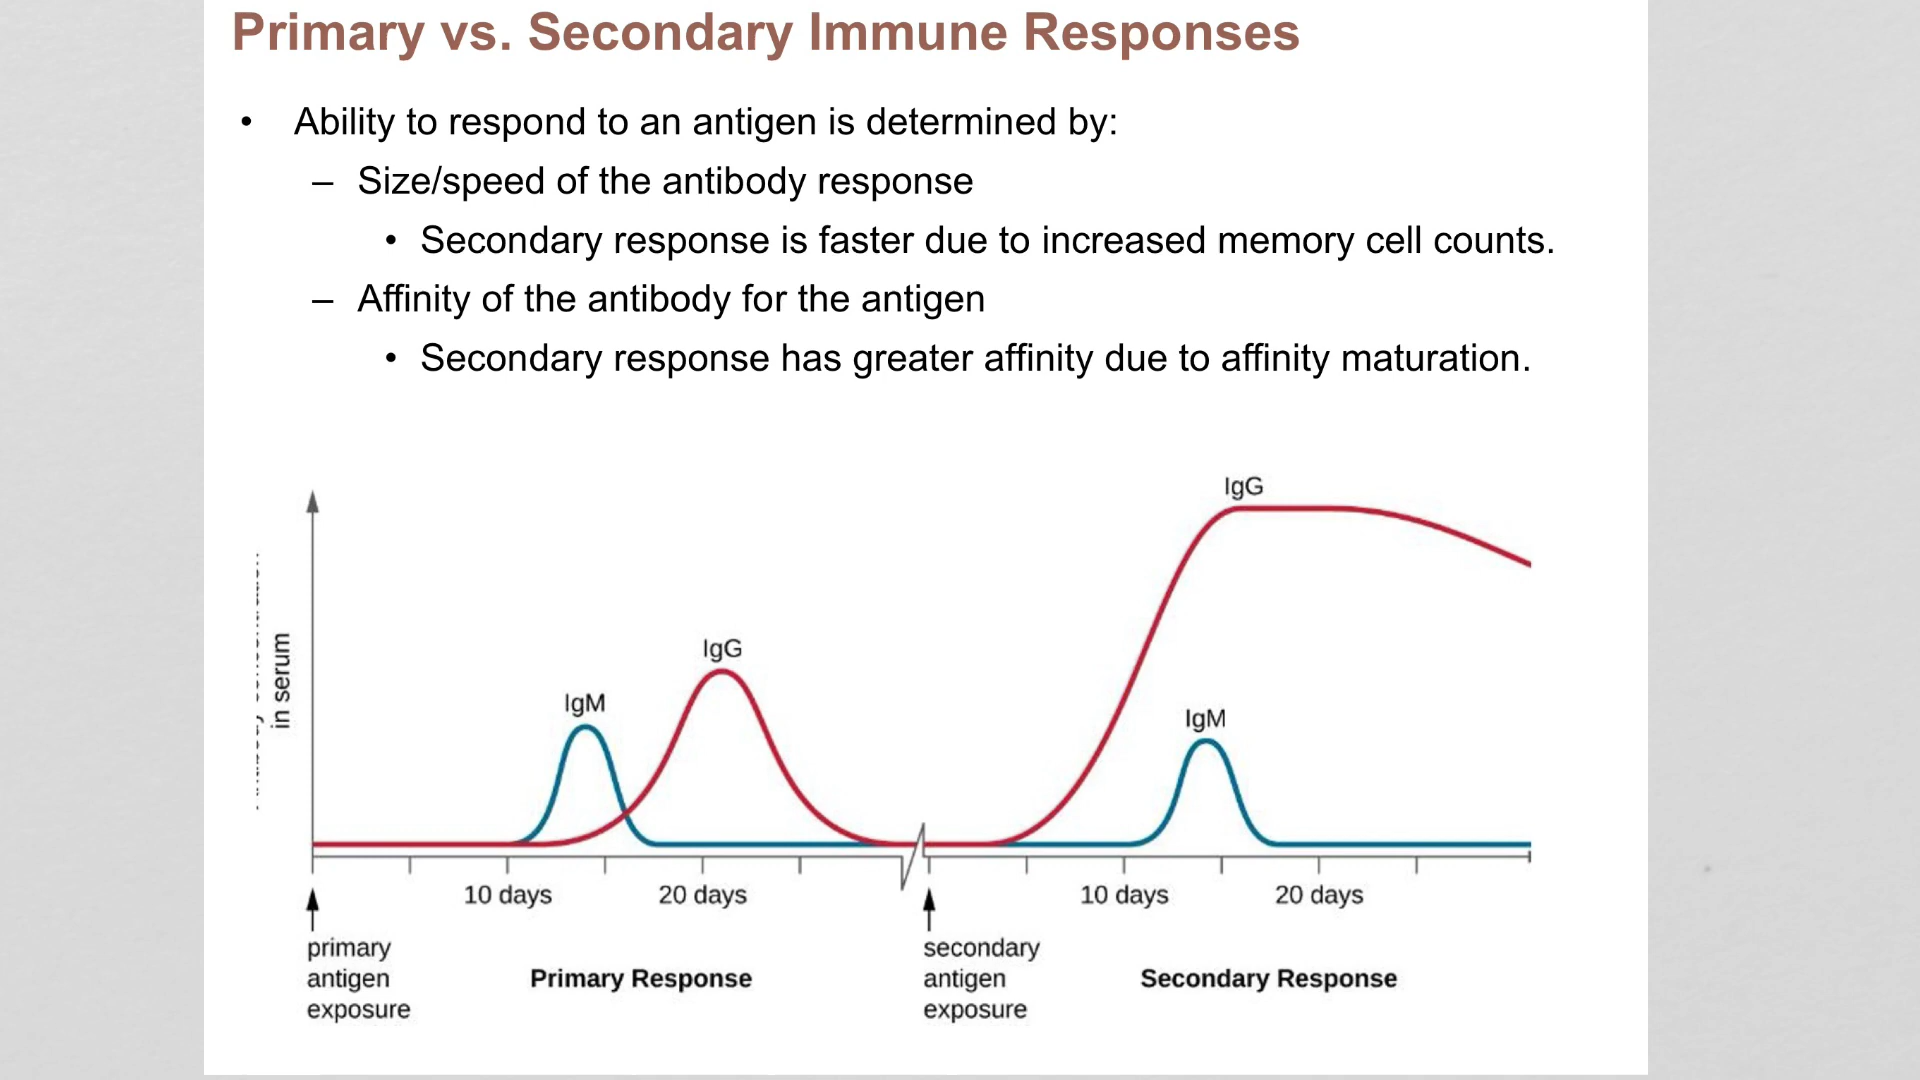 Primary vs. Secondary Immune Responses
• Ability to respond to an antigen is determined by:
– Size/speed of the antibody response
• Secondary response is faster due to increased memory cell counts.
– Affinity of the antibody for the antigen
• Secondary response has greater affinity due to affinity maturation.
in serum
IgM
IgG
IgG
IgM
10 days
20 days
10 days
20 days
primary
antigen
exposure
Primary Response
secondary
antigen
exposure
Secondary Response